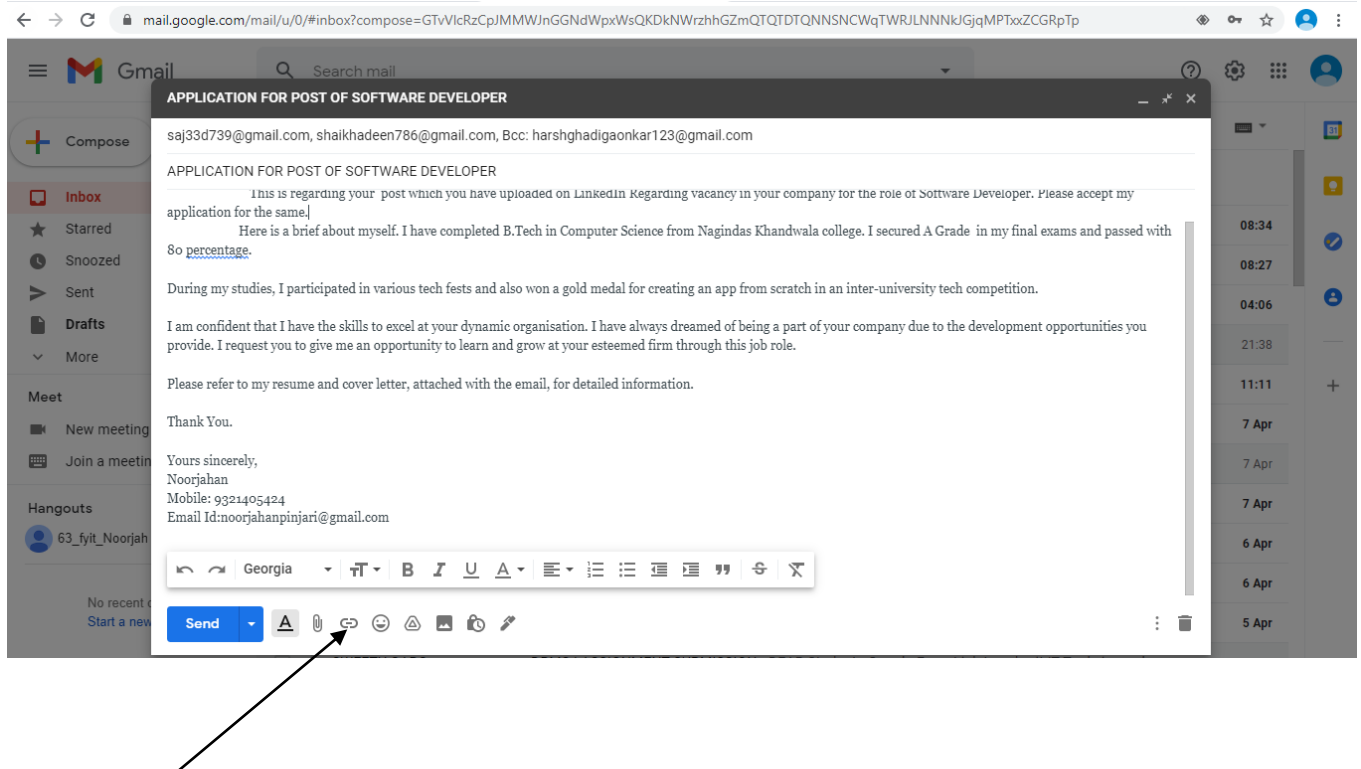 mail.google.com/mail/u/0/#inbox?compose=GTvVlcRzCpJMMWJnGGNdWpxWsQKDkNWrzhhGZmQTQTDTQNNSNCWqTWRJLNNNkJGjqMPTxxZCGRpTp
Gmail
Search mail
APPLICATION FOR POST OF SOFTWARE DEVELOPER
saj33d739@gmail.com, shaikhadeen786@gmail.com, Bcc: harshghadigaonkar123@gmail.com
Compose
APPLICATION FOR POST OF SOFTWARE DEVELOPER
This is regarding your post which you have uploaded on LinkedIn Regarding vacancy in your company for the role of Software Developer. Please accept my
application for the same.
Here is a brief about myself. I have completed B.Tech in Computer Science from Nagindas Khandwala college. I secured A Grade in my final exams and passed with
80 percentage.
During my studies, I participated in various tech fests and also won a gold medal for creating an app from scratch in an inter-university tech competition.
I am confident that I have the skills to excel at your dynamic organisation. I have always dreamed of being a part of your company due to the development opportunities you
provide. I request you to give me an opportunity to learn and grow at your esteemed firm through this job role.
Please refer to my resume and cover letter, attached with the email, for detailed information.
Thank You.
Yours sincerely,
Noorjahan
Mobile: 9321405424
Email Id:noorjahanpinjari@gmail.com
Georgia
Send
Inbox
Starred
Snoozed
Sent
Drafts
More
Meet
New meeting
Join a meetin
Hangouts
63_fyit_Noorjah
No recent c
Start a new
31
08:34
08:27
04:06
21:38
11:11
7 Apr
7 Apr
7 Apr
6 Apr
6 Apr
5 Apr